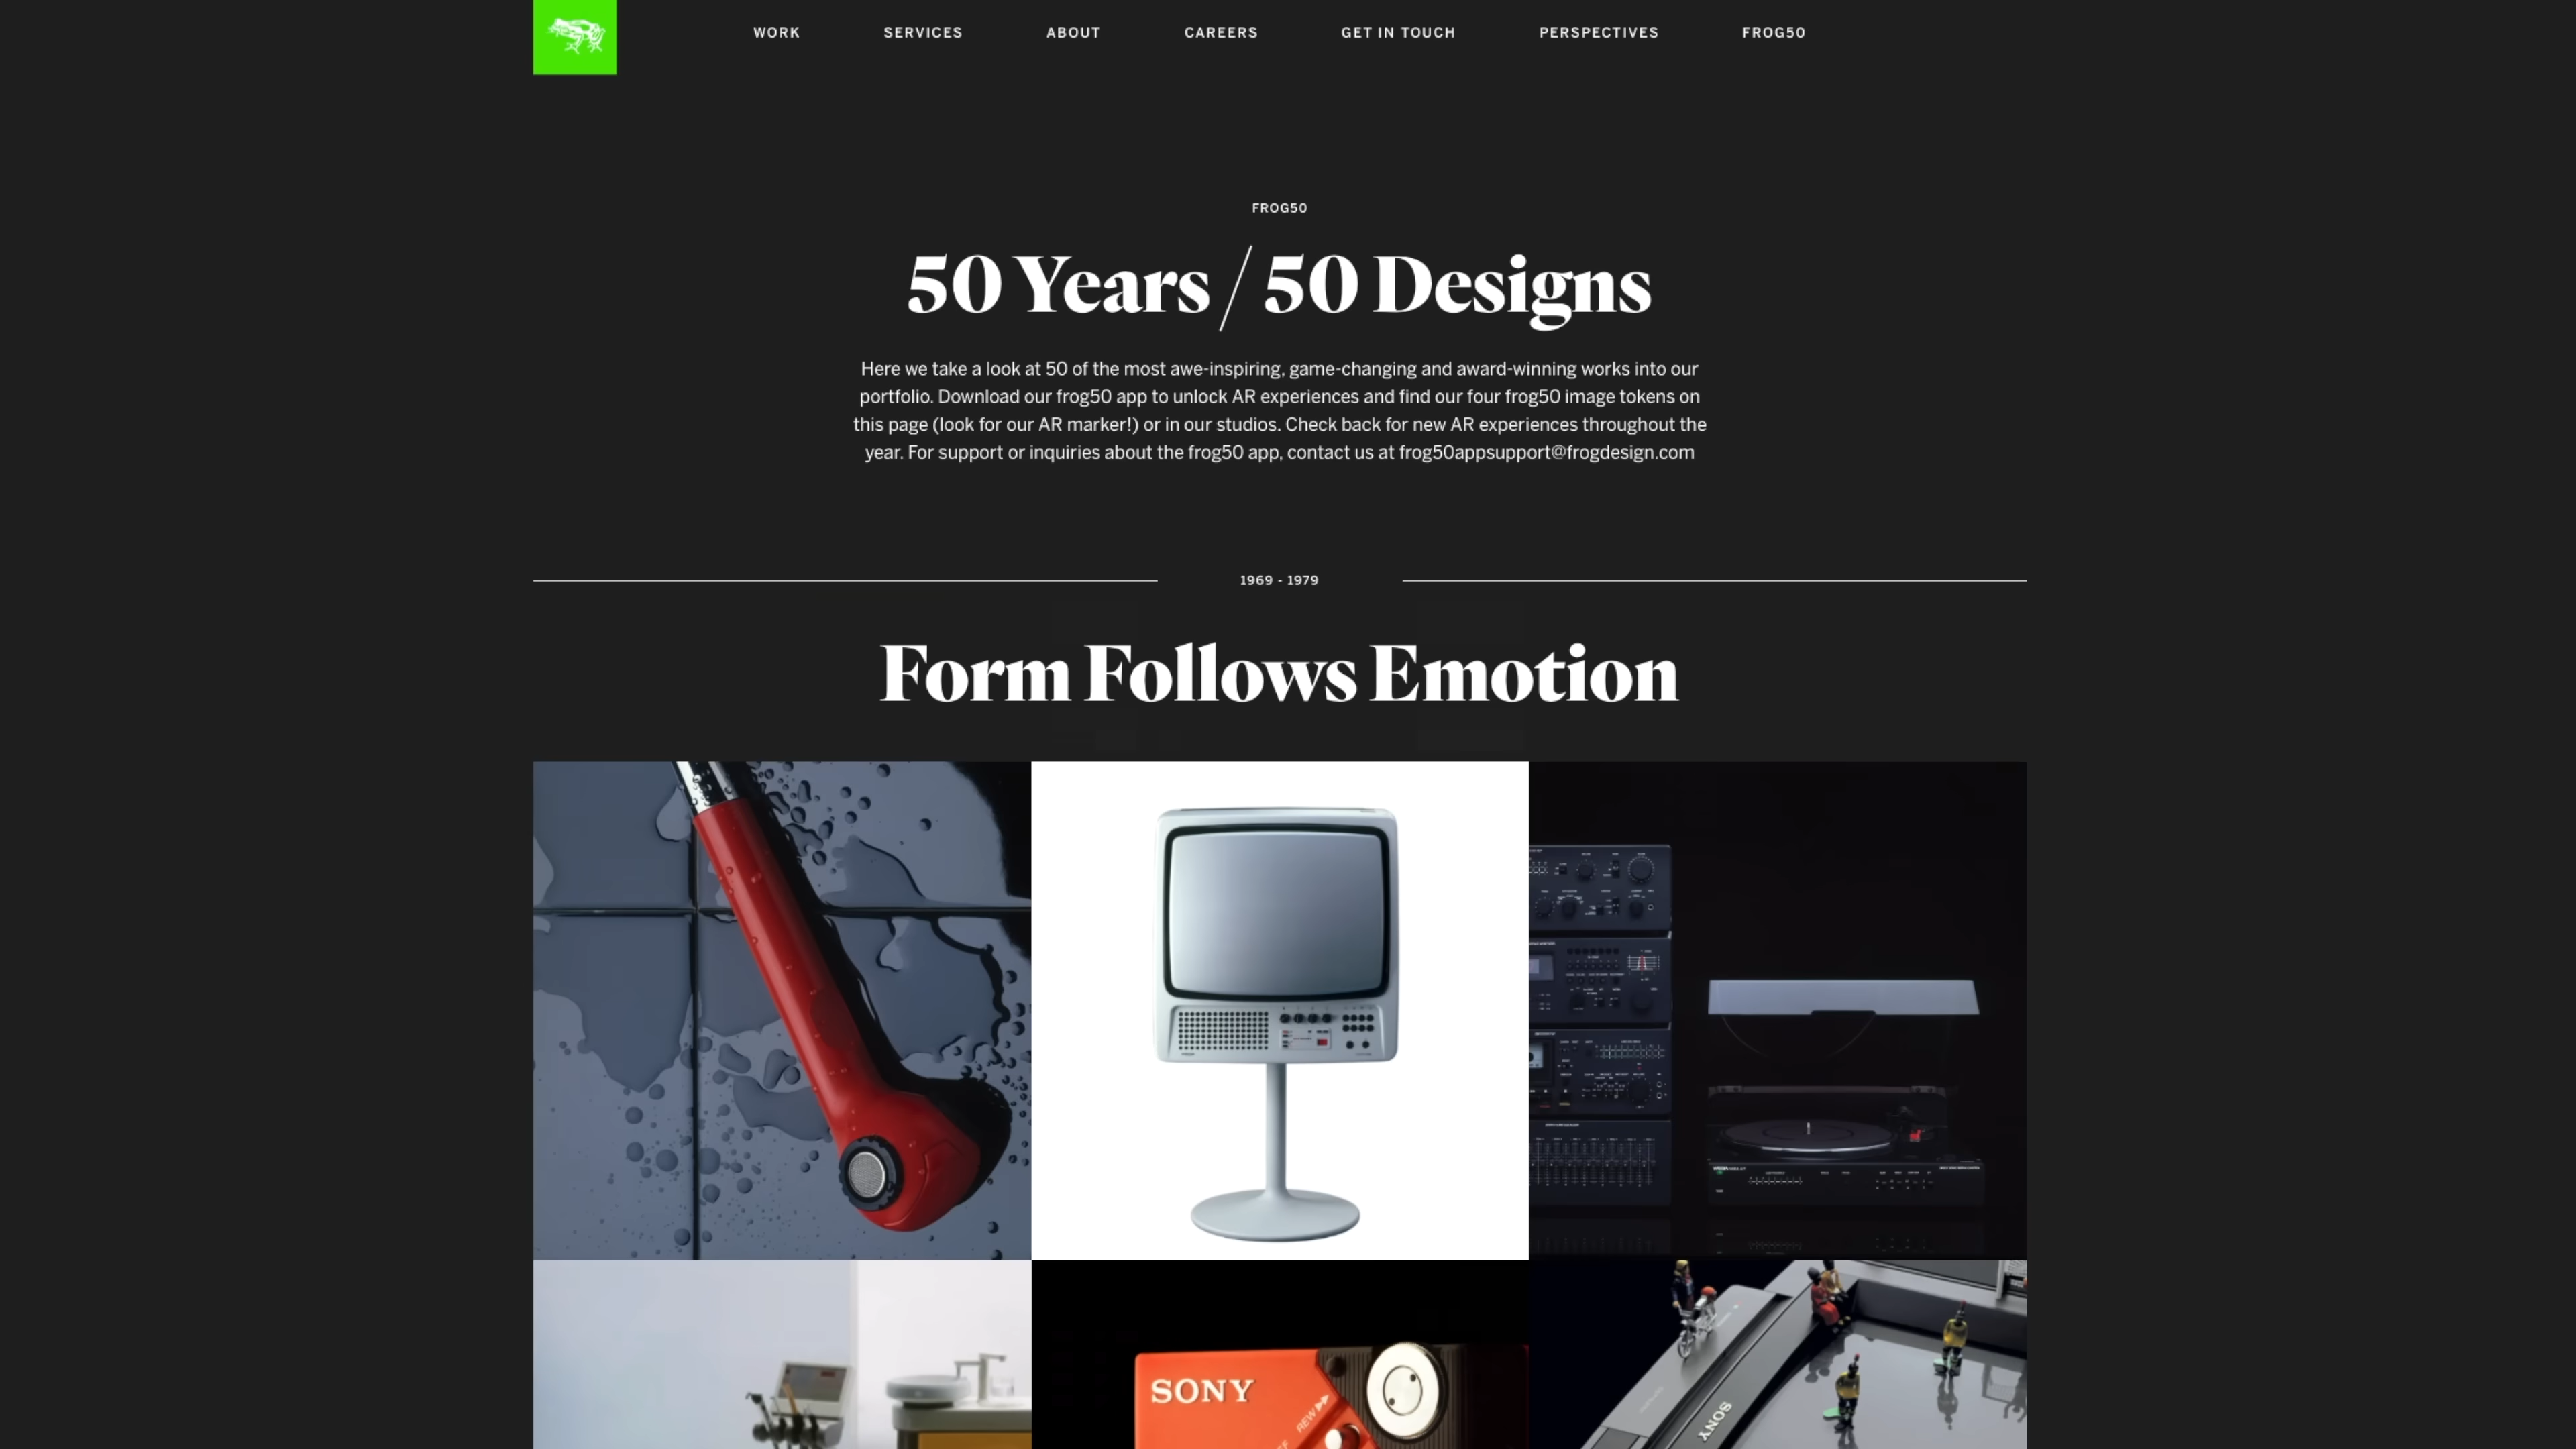 WORK
SERVICES
ABOUT
CAREERS
GET IN TOUCH
PERSPECTIVES
FROG50
FROG50
50 Years / 50 Designs
Here we take a look at 50 of the most awe-inspiring, game-changing and award-winning works into our
portfolio. Download our frog50 app to unlock AR experiences and find our four frog50 image tokens on
this page (look for our AR marker!) or in our studios. Check back for new AR experiences throughout the
year. For support or inquiries about the frog50 app, contact us at frog50appsupport@frogdesign.com
1969 - 1979
Form Follows Emotion
SONY
REW
SONY